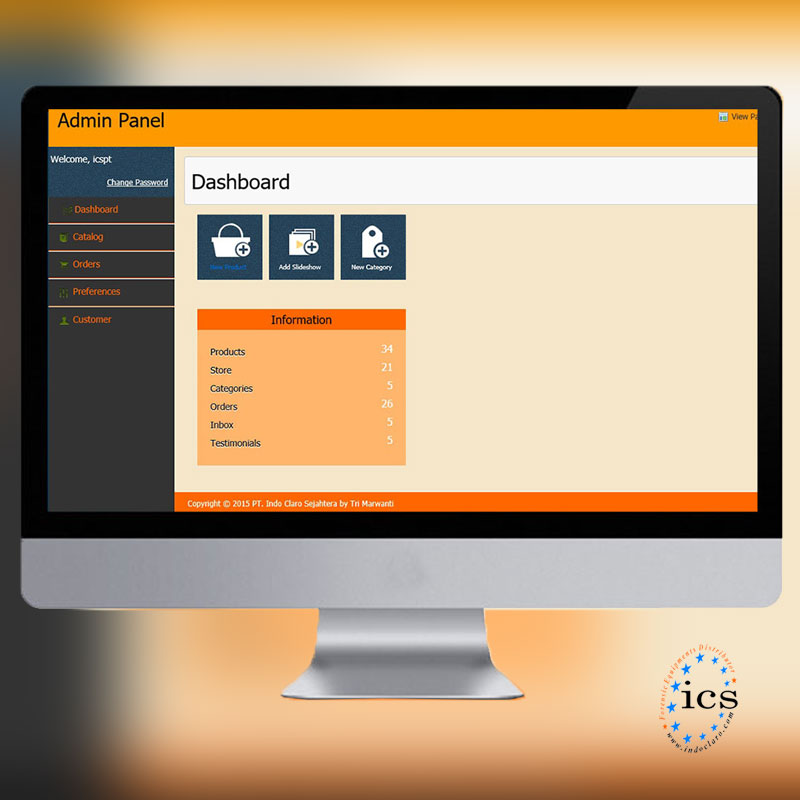 Admin Panel
View Pa
Welcome, icspt
Change Password
Dashboard
Catalog
Orders
Preferences
Customer
Dashboard
New Product
Add Slideshow
New Category
Information
Products 34
Store 21
Categories 5
Orders 26
Inbox 5
Testimonials 5
Copyright © 2015 PT. Indo Claro Sejahtera by Tri Marwanti
Forensic Equipments Distributor
ics
www.indoclaro.com